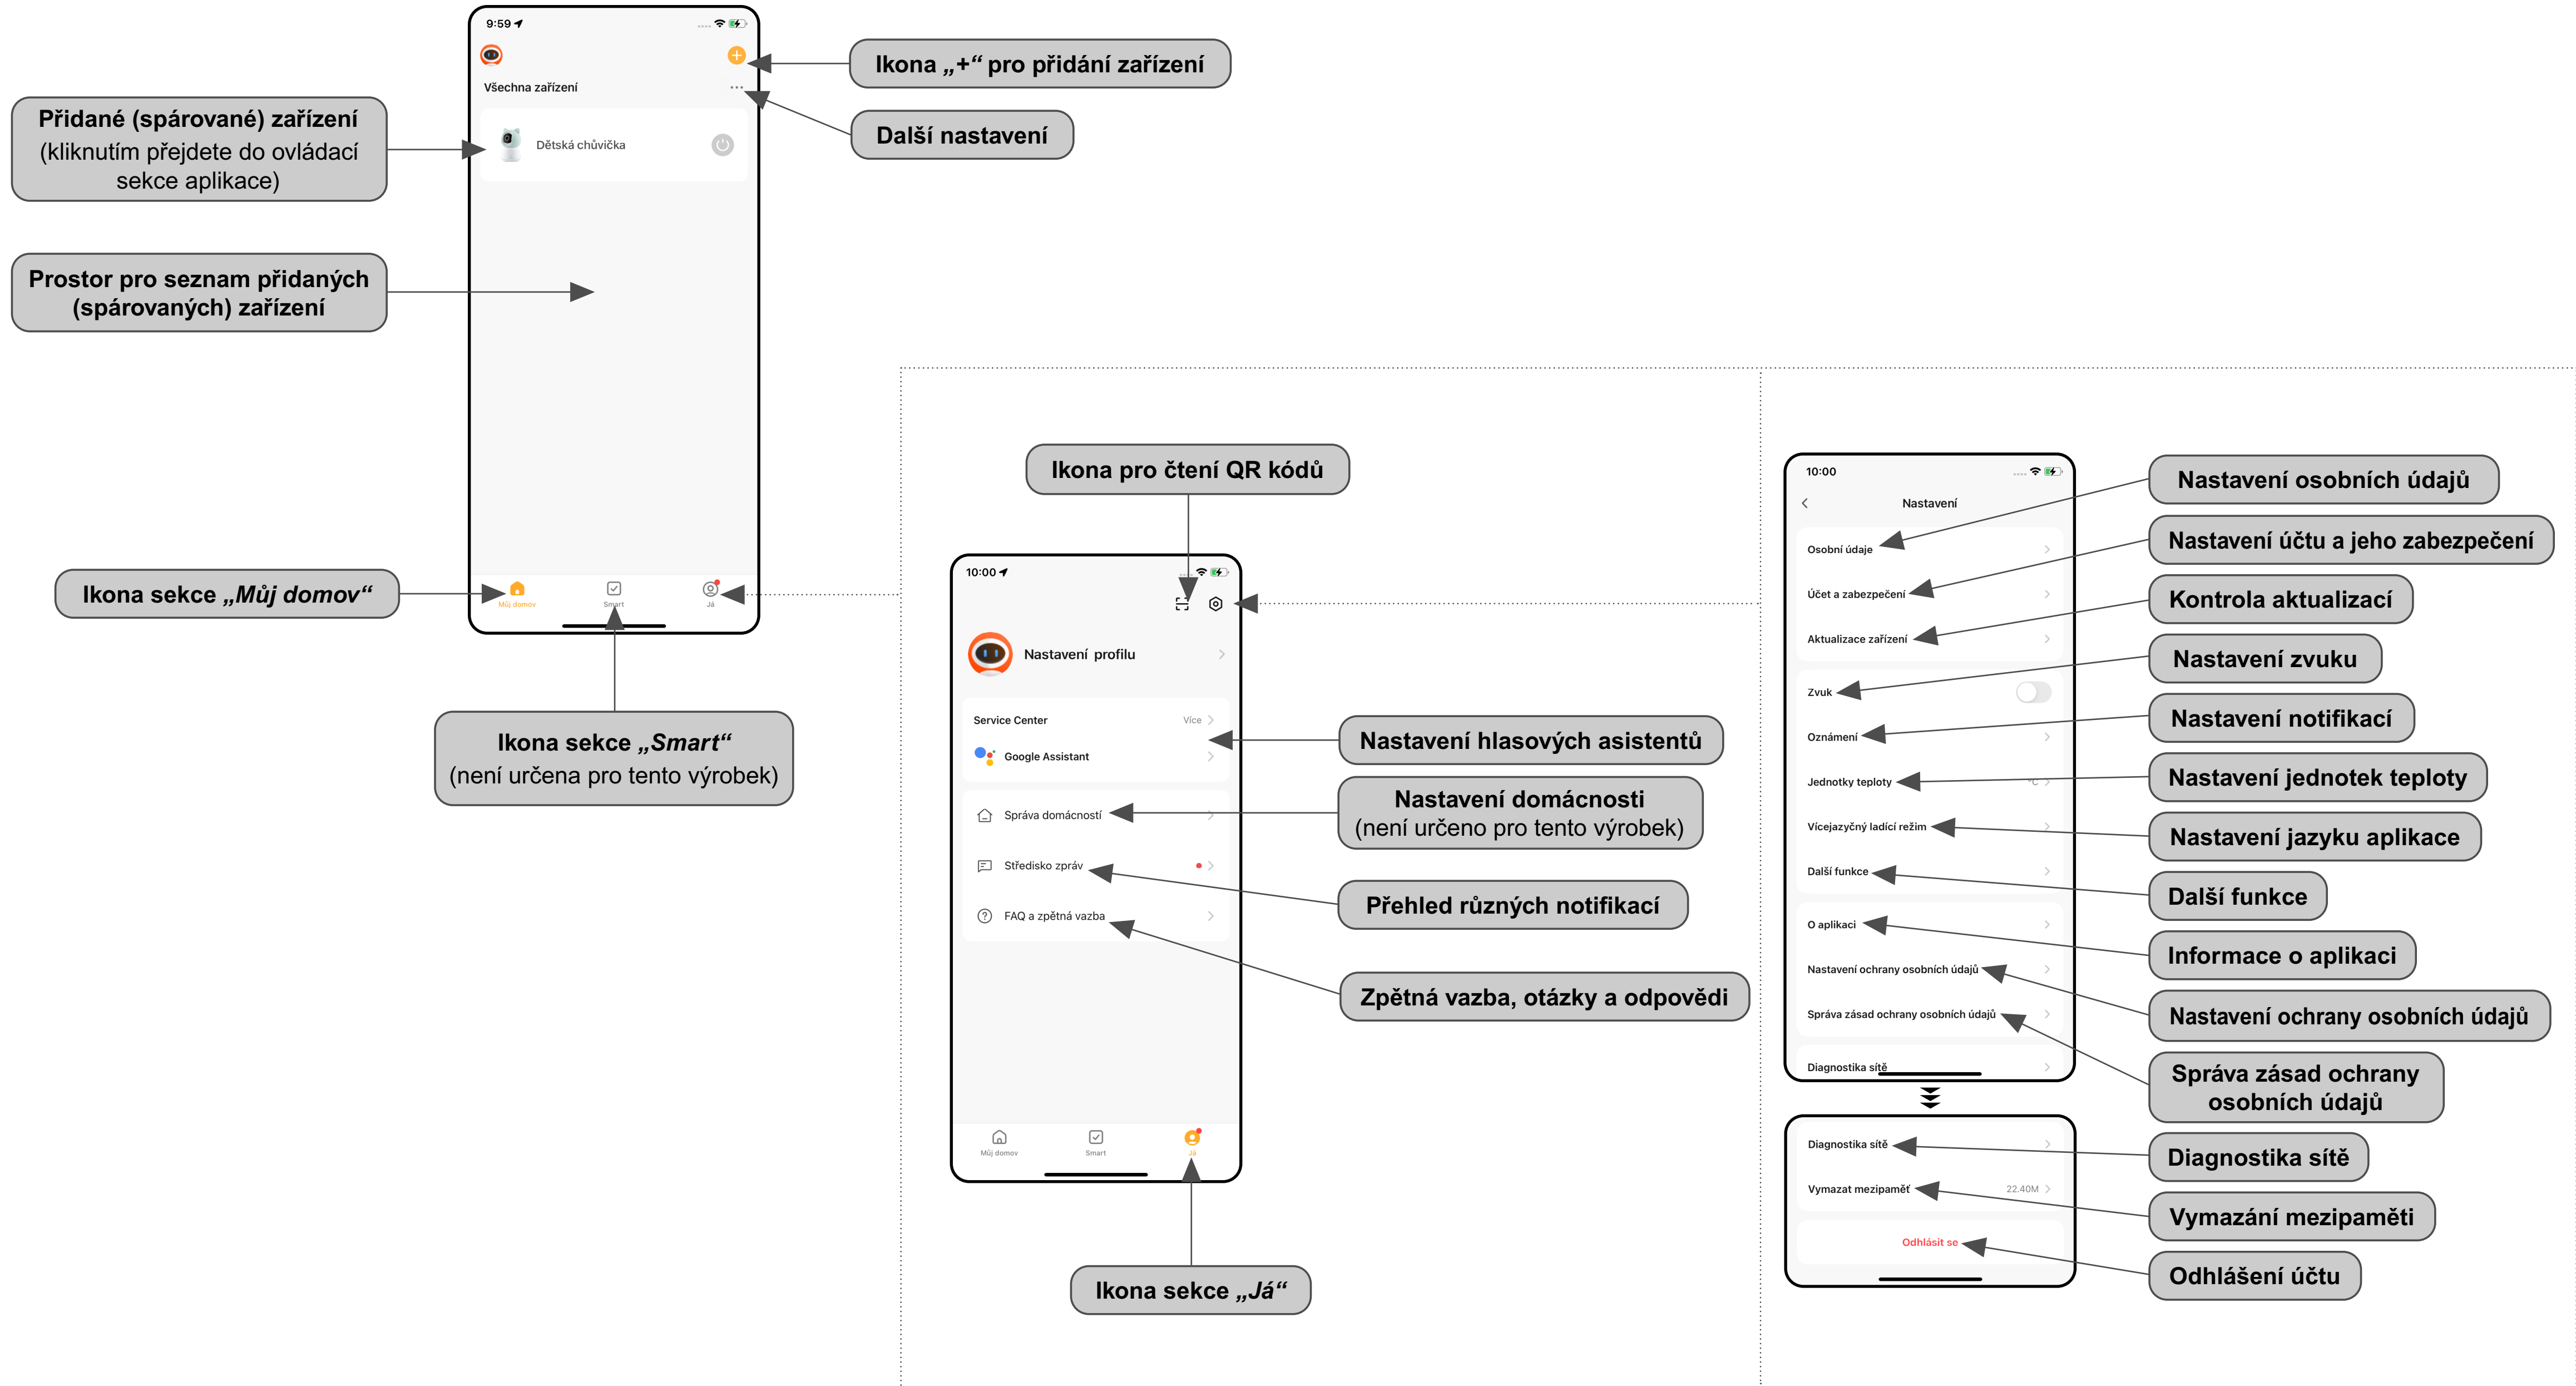 9:59
Všechna zařízení
Dětská chůvička
Můj domov
Smart
Já
Ikona „+“ pro přidání zařízení
Další nastavení
Přidané (spárované) zařízení
(kliknutím přejdete do ovládací
sekce aplikace)
Prostor pro seznam přidaných
(spárovaných) zařízení
Ikona sekce „Můj domov“
Ikona sekce „Smart“
(není určena pro tento výrobek)
Ikona pro čtení QR kódů
10:00
Nastavení profilu
Service Center
Více
Google Assistant
Správa domácností
Středisko zpráv
FAQ a zpětná vazba
Můj domov
Smart
Já
Nastavení hlasových asistentů
Nastavení domácnosti
(není určeno pro tento výrobek)
Přehled různých notifikací
Zpětná vazba, otázky a odpovědi
Ikona sekce „Já“
10:00
Nastavení
Osobní údaje
Účet a zabezpečení
Aktualizace zařízení
Zvuk
Oznámení
Jednotky teploty
°C
Vícejazyčný ladící režim
Další funkce
O aplikaci
Nastavení ochrany osobních údajů
Správa zásad ochrany osobních údajů
Diagnostika sítě
Diagnostika sítě
Vymazat mezipaměť
22.40M
Odhlásit se
Nastavení osobních údajů
Nastavení účtu a jeho zabezpečení
Kontrola aktualizací
Nastavení zvuku
Nastavení notifikací
Nastavení jednotek teploty
Nastavení jazyku aplikace
Další funkce
Informace o aplikaci
Nastavení ochrany osobních údajů
Správa zásad ochrany
osobních údajů
Diagnostika sítě
Vymazání mezipaměti
Odhlášení účtu